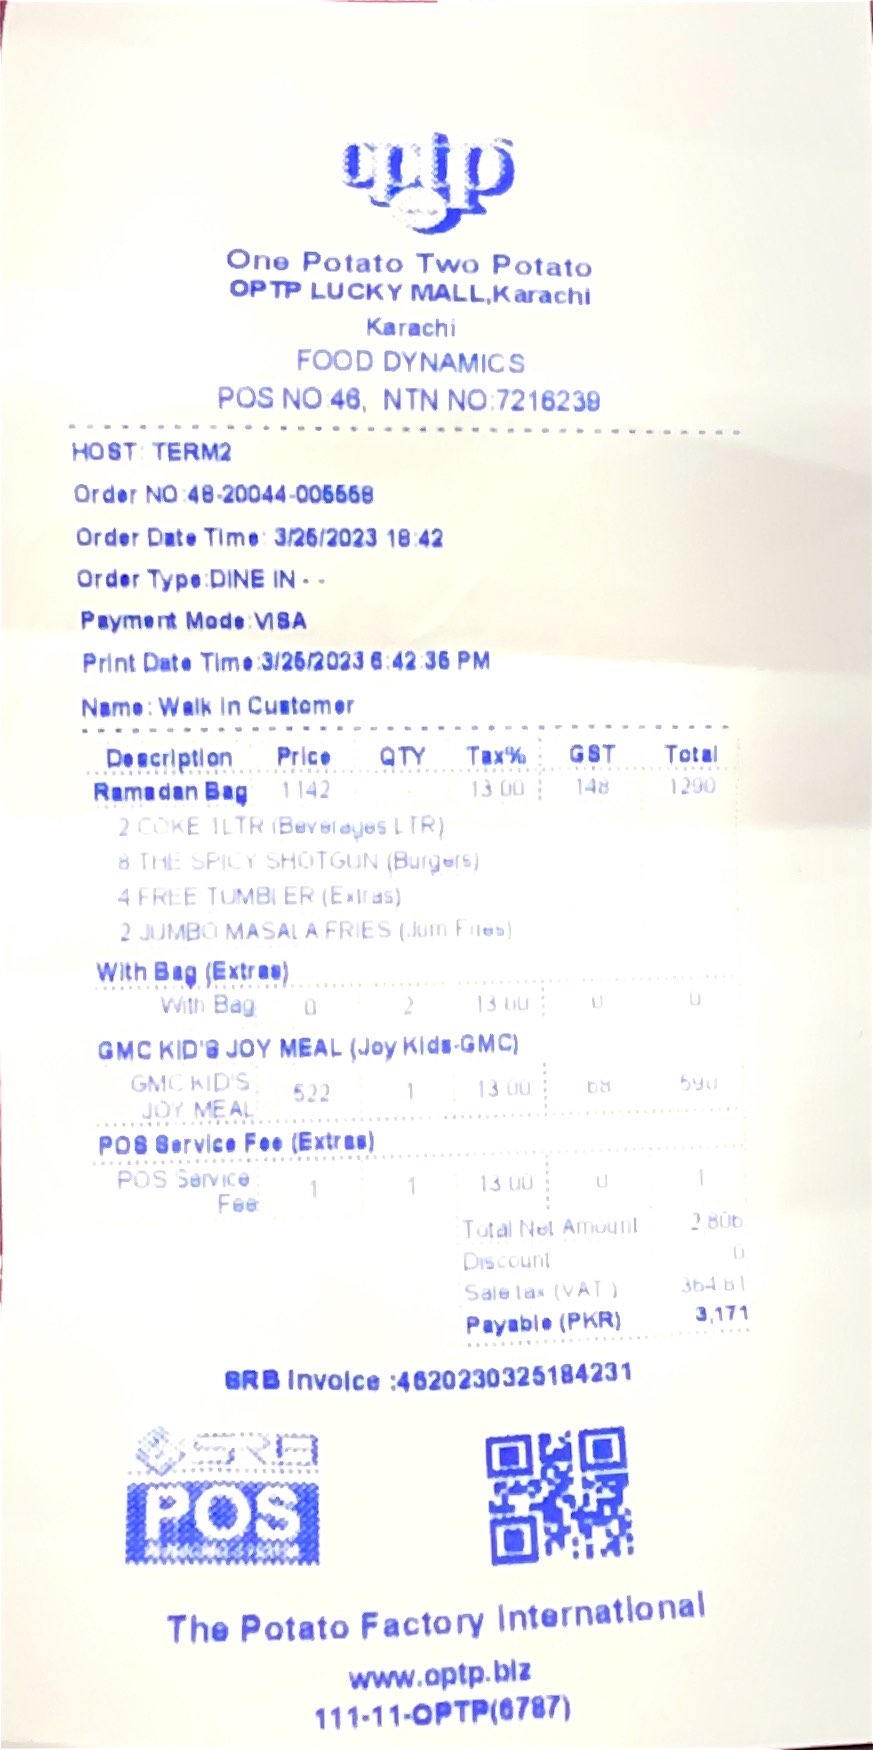 optp
One Potato Two Potato
OPTP LUCKY MALL,Karachi
Karachi
FOOD DYNAMICS
POS NO:46, NTN NO:7216239
HOST: TERM2
Order NO:46-20044-005558
Order Date Time: 3/25/2023 18:42
Order Type:DINE IN - -
Payment Mode:VISA
Print Date Time:3/25/2023 6:42:35 PM
Name: Walk In Customer
Description Price QTY Tax% GST Total
Ramadan Bag 1142 13.00 148 1290
2 COKE 1LTR (Beverages LTR)
8 THE SPICY SHOTGUN (Burgers)
4 FREE TUMBLER (Extras)
2 JUMBO MASALA FRIES (Jum Fries)
With Bag (Extras)
With Bag 0 2 13.00 0 0
GMC KID'S JOY MEAL (Joy Kids-GMC)
GMC KID'S 522 1 13.00 68 590
JOY MEAL
POS Service Fee (Extras)
POS Service 1 1 13.00 0 1
Fee
Total Net Amount 2,806
Discount 0
Sale tax (VAT ) 364.81
Payable (PKR) 3,171
SRB Invoice :4620230325184231
SRB
POS
The Potato Factory International
www.optp.biz
111-11-OPTP(6787)